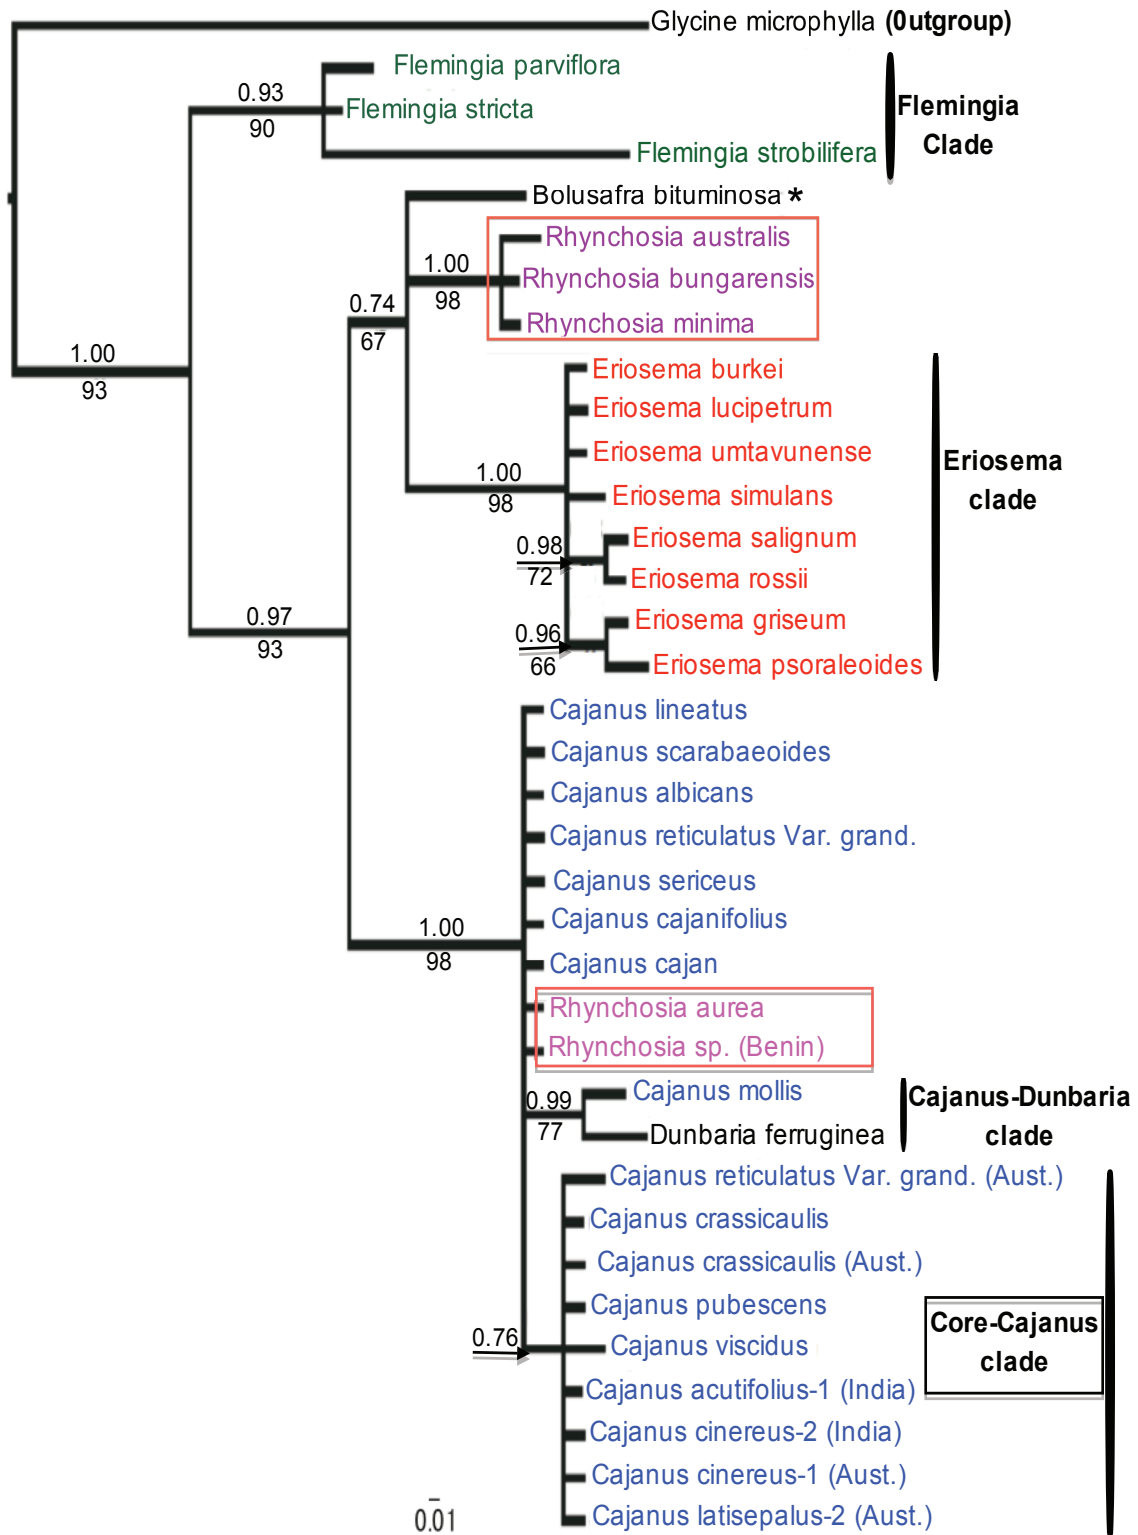 Glycine microphylla (0utgroup)
Flemingia parviflora
0.93
90
Flemingia stricta
Flemingia
Clade
Flemingia strobilifera
Bolusafra bituminosa *
Rhynchosia australis
1.00
98
Rhynchosia bungarensis
0.74
67
Rhynchosia minima
1.00
93
Eriosema burkei
Eriosema lucipetrum
Eriosema umtavunense
Eriosema
clade
1.00
98
Eriosema simulans
Eriosema salignum
0.98
72
Eriosema rossii
0.97
93
Eriosema griseum
0.96
66
Eriosema psoraleoides
Cajanus lineatus
Cajanus scarabaeoides
Cajanus albicans
Cajanus reticulatus Var. grand.
Cajanus sericeus
Cajanus cajanifolius
1.00
98
Cajanus cajan
Rhynchosia aurea
Rhynchosia sp. (Benin)
Cajanus mollis
0.99
77
Cajanus-Dunbaria
clade
Dunbaria ferruginea
Cajanus reticulatus Var. grand. (Aust.)
Cajanus crassicaulis
Cajanus crassicaulis (Aust.)
Cajanus pubescens
Core-Cajanus
clade
0.76
Cajanus viscidus
Cajanus acutifolius-1 (India)
Cajanus cinereus-2 (India)
Cajanus cinereus-1 (Aust.)
Cajanus latisepalus-2 (Aust.)
0.01